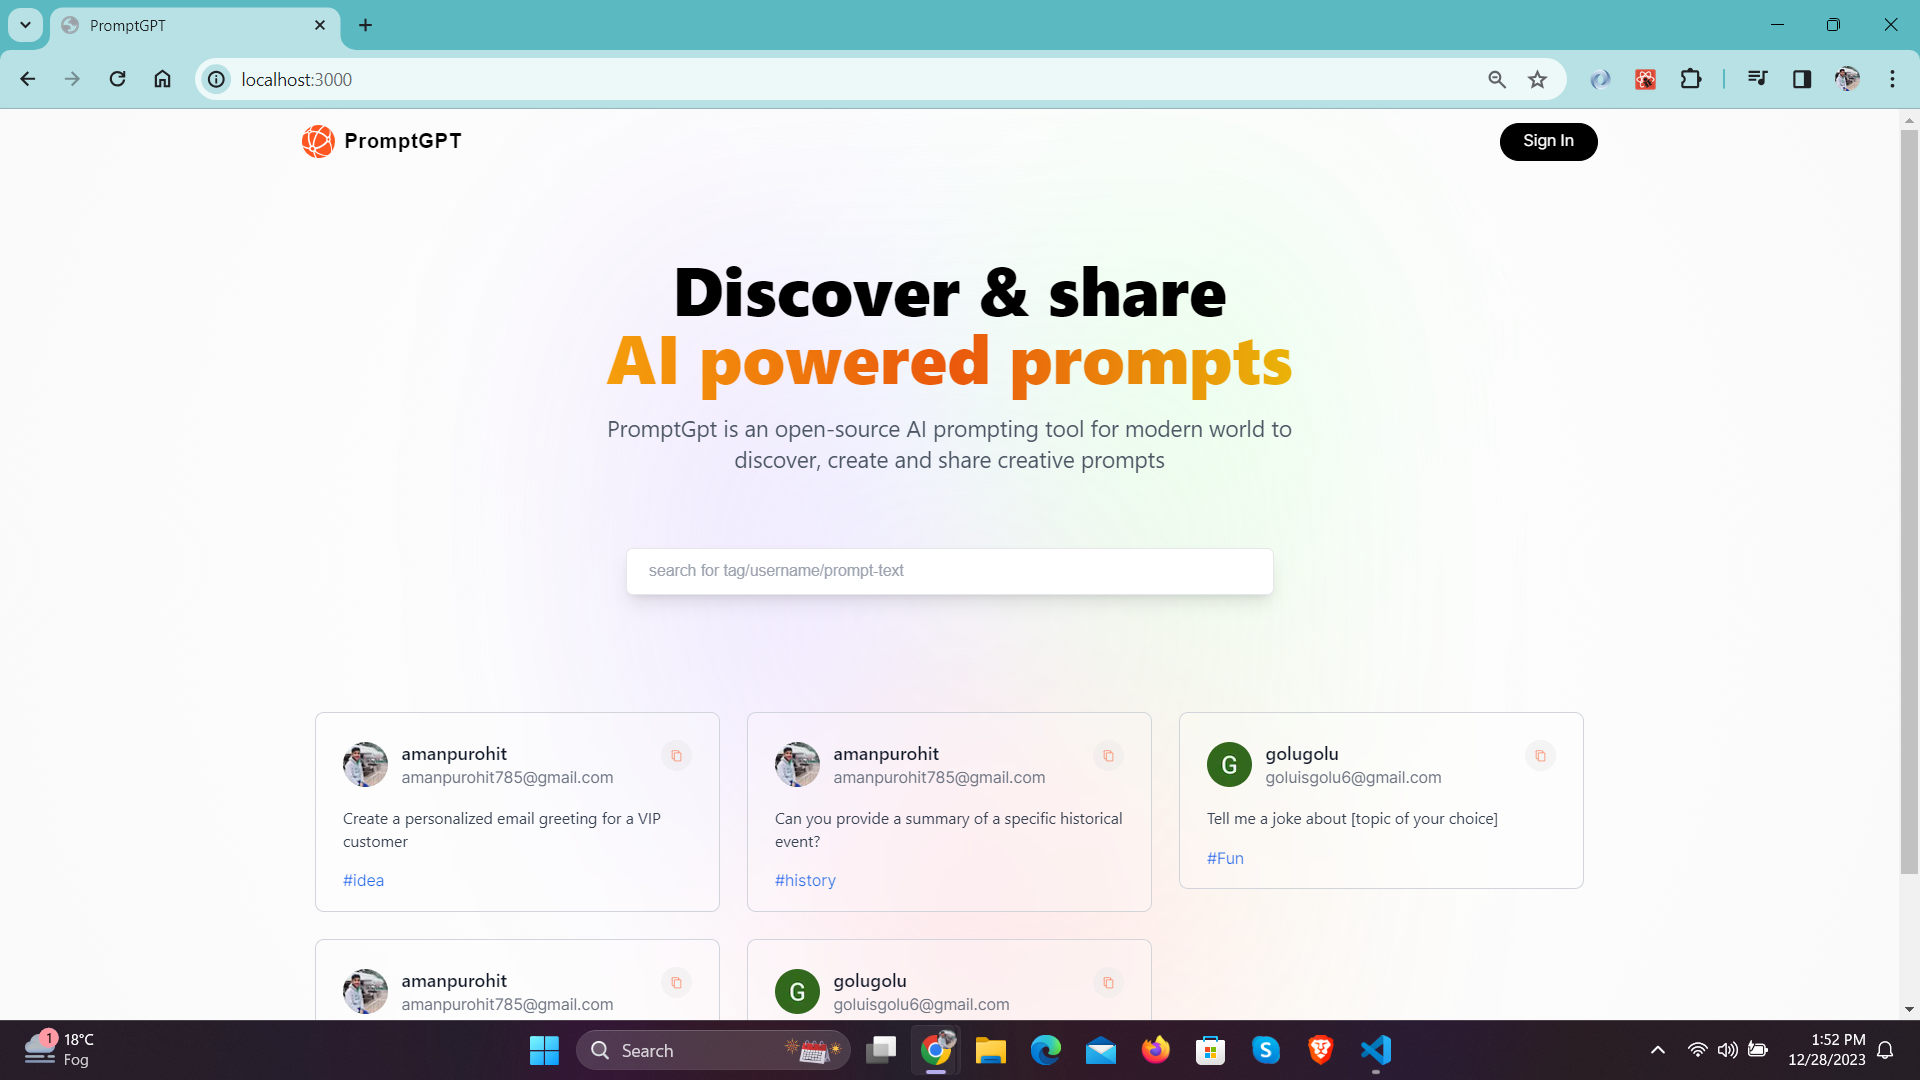 PromptGPT
localhost:3000
PromptGPT
Sign In
Discover & share
AI powered prompts
PromptGpt is an open-source AI prompting tool for modern world to
discover, create and share creative prompts
search for tag/username/prompt-text
amanpurohit
amanpurohit785@gmail.com
Create a personalized email greeting for a VIP
customer
#idea
amanpurohit
amanpurohit785@gmail.com
Can you provide a summary of a specific historical
event?
#history
G
golugolu
goluisgolu6@gmail.com
Tell me a joke about [topic of your choice]
#Fun
amanpurohit
amanpurohit785@gmail.com
G
golugolu
goluisgolu6@gmail.com
1
18°C
Fog
Search
S
1:52 PM
12/28/2023